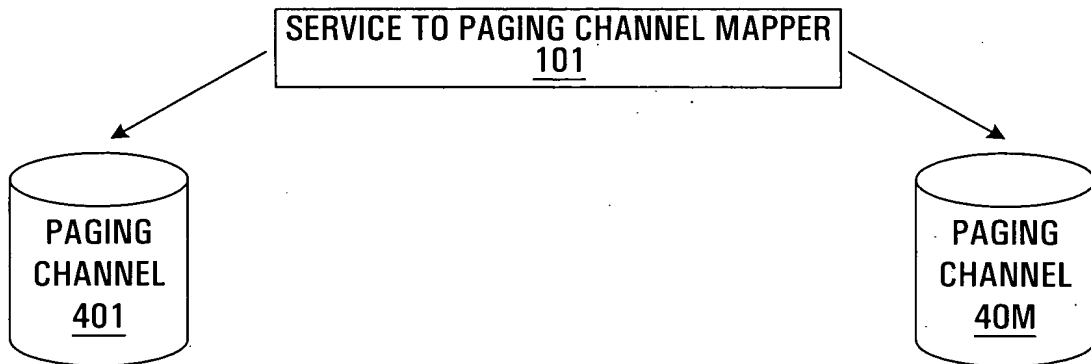 SERVICE TO PAGING CHANNEL MAPPER
101
PAGING
CHANNEL
401
PAGING
CHANNEL
40M